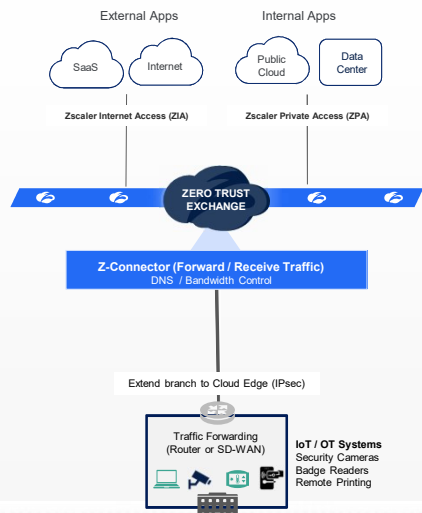 External Apps
Internal Apps
SaaS
Internet
Public
Cloud
Data
Center
Zscaler Internet Access (ZIA)
Zscaler Private Access (ZPA)
ZERO TRUST
EXCHANGE
Z-Connector (Forward / Receive Traffic)
DNS / Bandwidth Control
Extend branch to Cloud Edge (IPsec)
Traffic Forwarding
(Router or SD-WAN)
IoT / OT Systems
Security Cameras
Badge Readers
Remote Printing